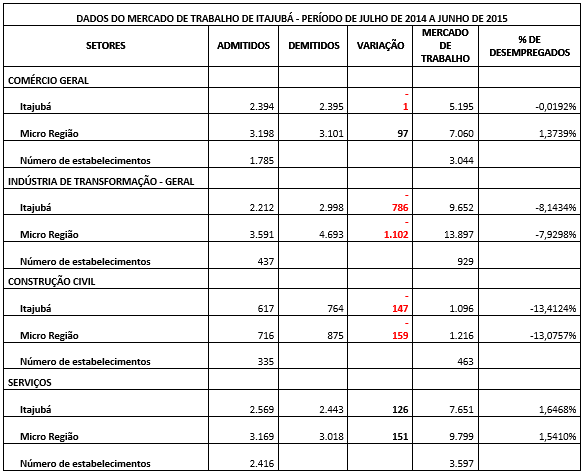 DADOS DO MERCADO DE TRABALHO DE ITAJUBÁ - PERÍODO DE JULHO DE 2014 A JUNHO DE 2015
SETORES ADMITIDOS DEMITIDOS VARIAÇÃO MERCADO DE TRABALHO % DE DESEMPREGADOS
COMÉRCIO GERAL
Itajubá 2.394 2.395 - 1 5.195 -0,0192%
Micro Região 3.198 3.101 97 7.060 1,3739%
Número de estabelecimentos 1.785 3.044
INDÚSTRIA DE TRANSFORMAÇÃO - GERAL
Itajubá 2.212 2.998 - 786 9.652 -8,1434%
Micro Região 3.591 4.693 - 1.102 13.897 -7,9298%
Número de estabelecimentos 437 929
CONSTRUÇÃO CIVIL
Itajubá 617 764 - 147 1.096 -13,4124%
Micro Região 716 875 - 159 1.216 -13,0757%
Número de estabelecimentos 335 463
SERVIÇOS
Itajubá 2.569 2.443 126 7.651 1,6468%
Micro Região 3.169 3.018 151 9.799 1,5410%
Número de estabelecimentos 2.416 3.597